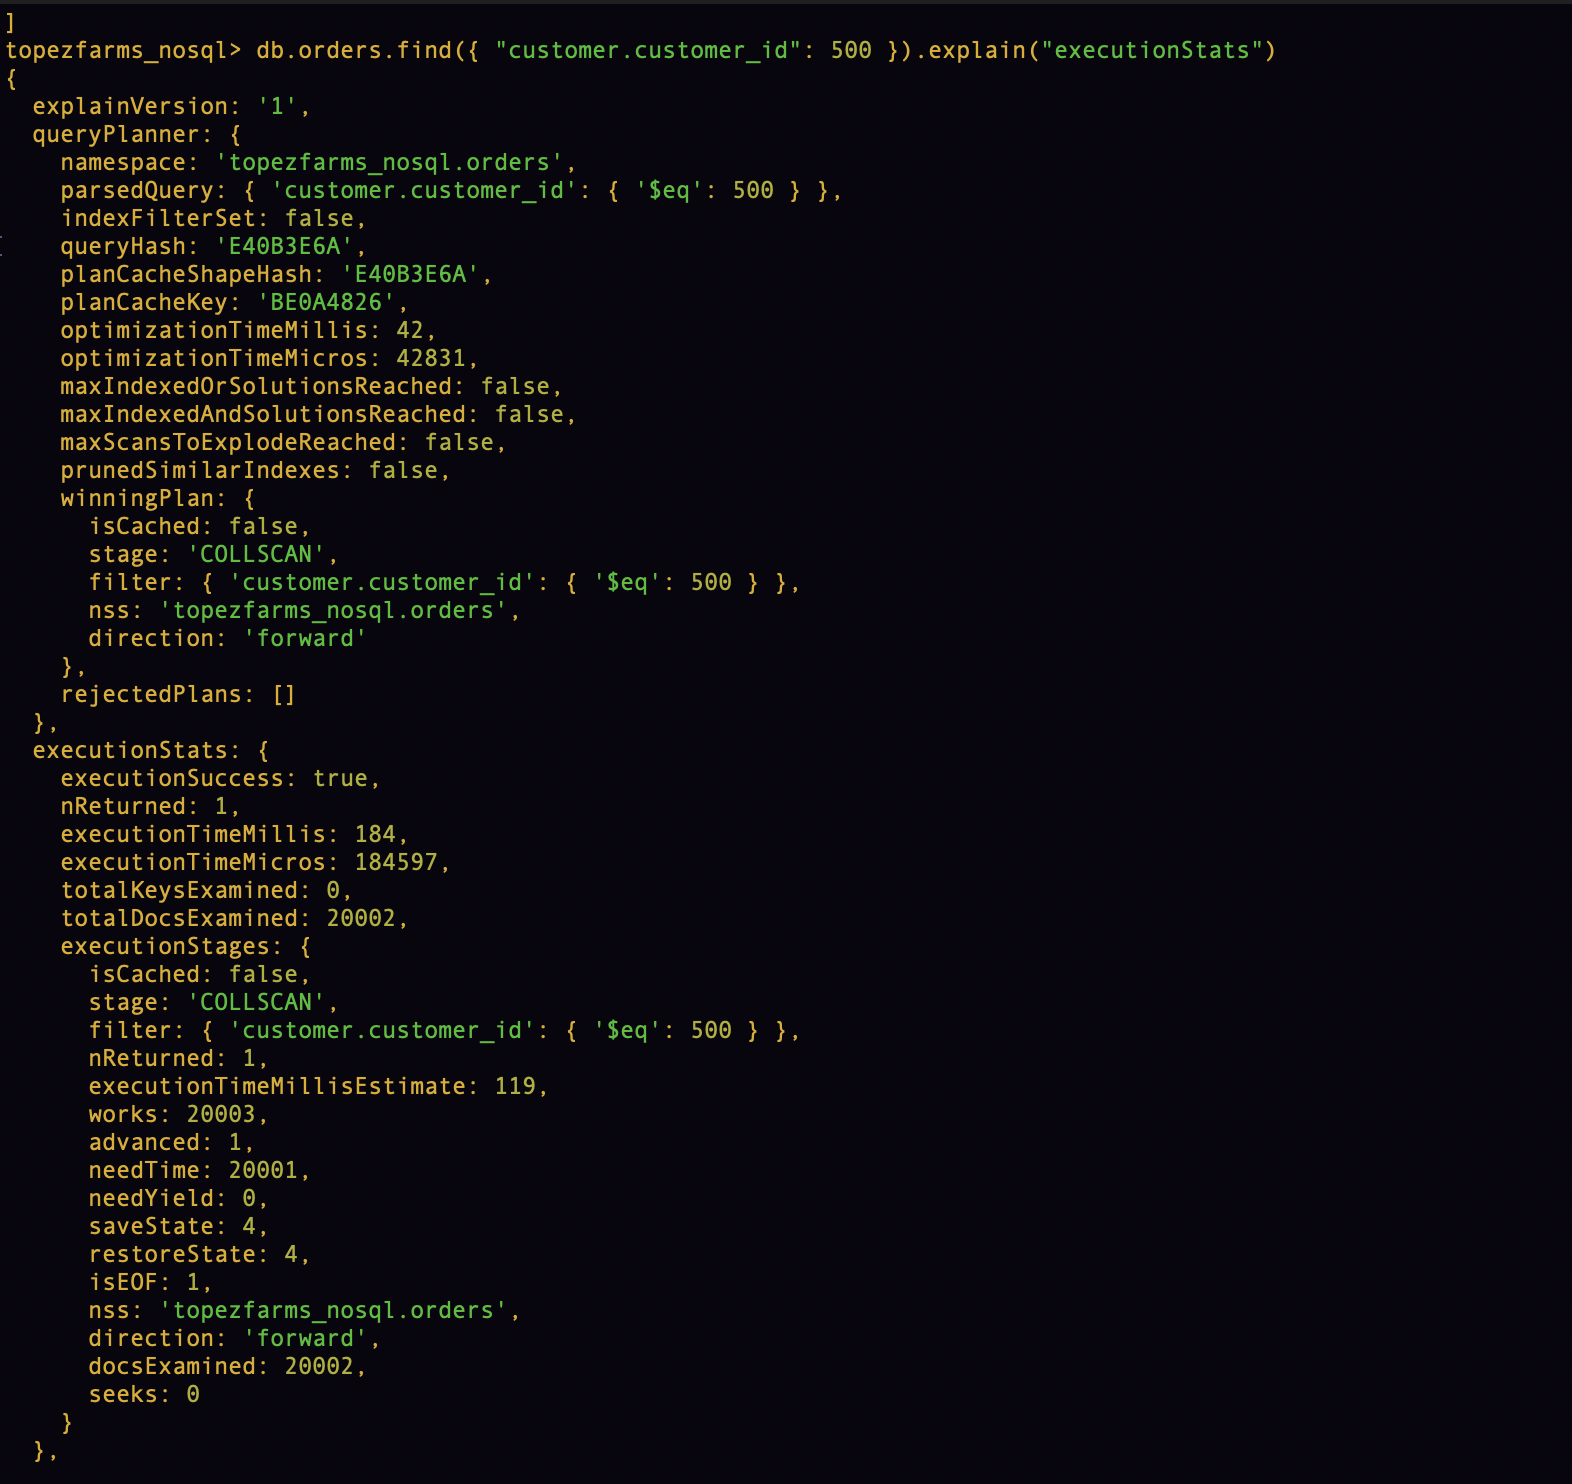 ]
topezfarms_nosql> db.orders.find({ "customer.customer_id": 500 }).explain("executionStats")
{
  explainVersion: '1',
  queryPlanner: {
    namespace: 'topezfarms_nosql.orders',
    parsedQuery: { 'customer.customer_id': { '$eq': 500 } },
    indexFilterSet: false,
    queryHash: 'E40B3E6A',
    planCacheShapeHash: 'E40B3E6A',
    planCacheKey: 'BE0A4826',
    optimizationTimeMillis: 42,
    optimizationTimeMicros: 42831,
    maxIndexedOrSolutionsReached: false,
    maxIndexedAndSolutionsReached: false,
    maxScansToExplodeReached: false,
    prunedSimilarIndexes: false,
    winningPlan: {
      isCached: false,
      stage: 'COLLSCAN',
      filter: { 'customer.customer_id': { '$eq': 500 } },
      nss: 'topezfarms_nosql.orders',
      direction: 'forward'
    },
    rejectedPlans: []
  },
  executionStats: {
    executionSuccess: true,
    nReturned: 1,
    executionTimeMillis: 184,
    executionTimeMicros: 184597,
    totalKeysExamined: 0,
    totalDocsExamined: 20002,
    executionStages: {
      isCached: false,
      stage: 'COLLSCAN',
      filter: { 'customer.customer_id': { '$eq': 500 } },
      nReturned: 1,
      executionTimeMillisEstimate: 119,
      works: 20003,
      advanced: 1,
      needTime: 20001,
      needYield: 0,
      saveState: 4,
      restoreState: 4,
      isEOF: 1,
      nss: 'topezfarms_nosql.orders',
      direction: 'forward',
      docsExamined: 20002,
      seeks: 0
    }
  },